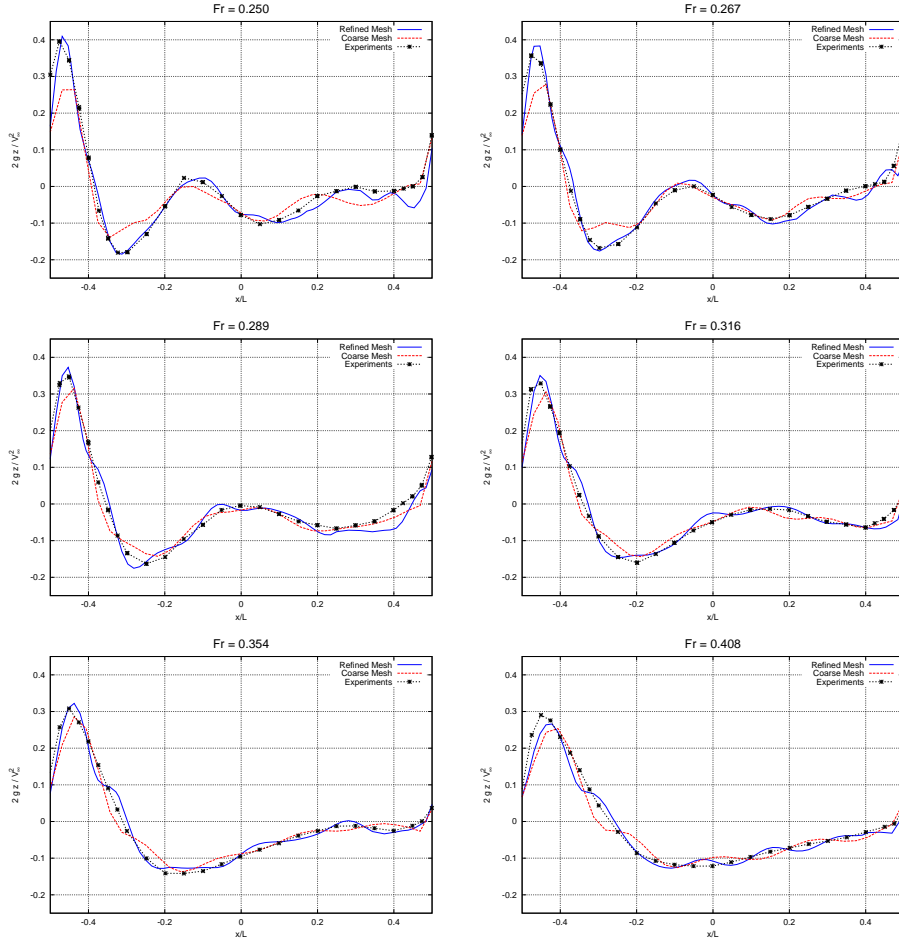 Fr = 0.250
Refined Mesh
Coarse Mesh
Experiments
2 g z / V²∞
0.4
0.3
0.2
0.1
0
-0.1
-0.2
-0.4 -0.2 0 0.2 0.4
x/L
Fr = 0.267
Refined Mesh
Coarse Mesh
Experiments
2 g z / V²∞
0.4
0.3
0.2
0.1
0
-0.1
-0.2
-0.4 -0.2 0 0.2 0.4
x/L
Fr = 0.289
Refined Mesh
Coarse Mesh
Experiments
2 g z / V²∞
0.4
0.3
0.2
0.1
0
-0.1
-0.2
-0.4 -0.2 0 0.2 0.4
x/L
Fr = 0.316
Refined Mesh
Coarse Mesh
Experiments
2 g z / V²∞
0.4
0.3
0.2
0.1
0
-0.1
-0.2
-0.4 -0.2 0 0.2 0.4
x/L
Fr = 0.354
Refined Mesh
Coarse Mesh
Experiments
2 g z / V²∞
0.4
0.3
0.2
0.1
0
-0.1
-0.2
-0.4 -0.2 0 0.2 0.4
x/L
Fr = 0.408
Refined Mesh
Coarse Mesh
Experiments
2 g z / V²∞
0.4
0.3
0.2
0.1
0
-0.1
-0.2
-0.4 -0.2 0 0.2 0.4
x/L